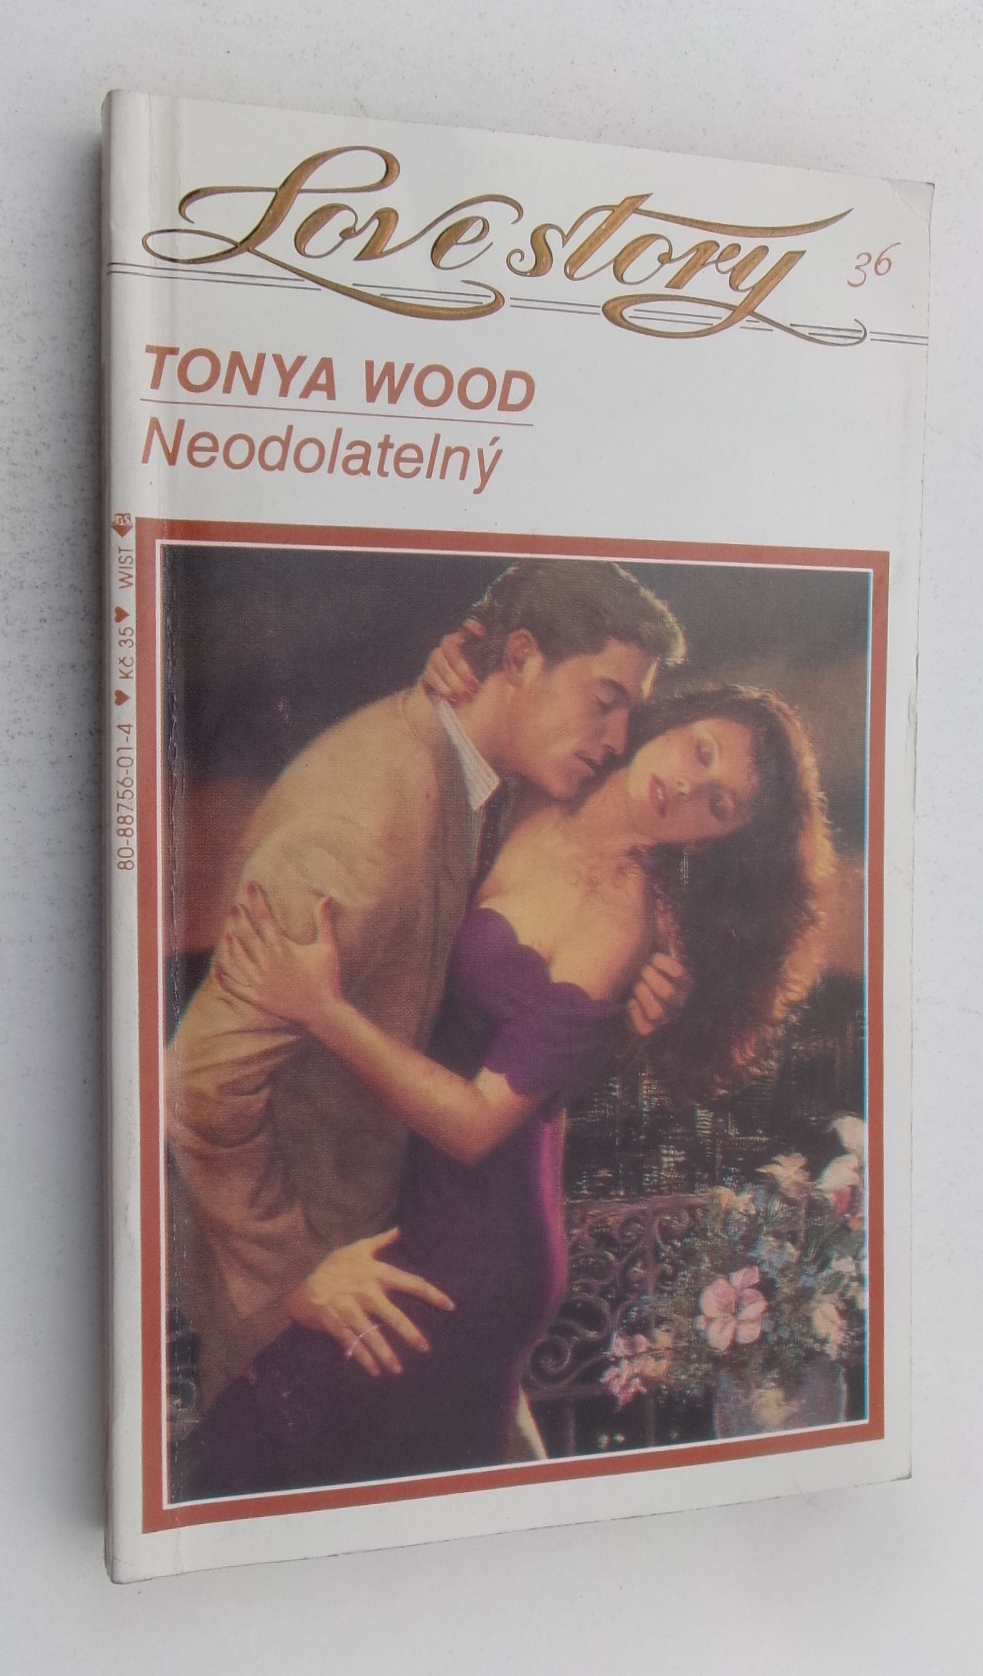 Love story 36
TONYA WOOD
Neodolatelný
80-88756-01-4 ♥ Kč 35 ♥ WIST